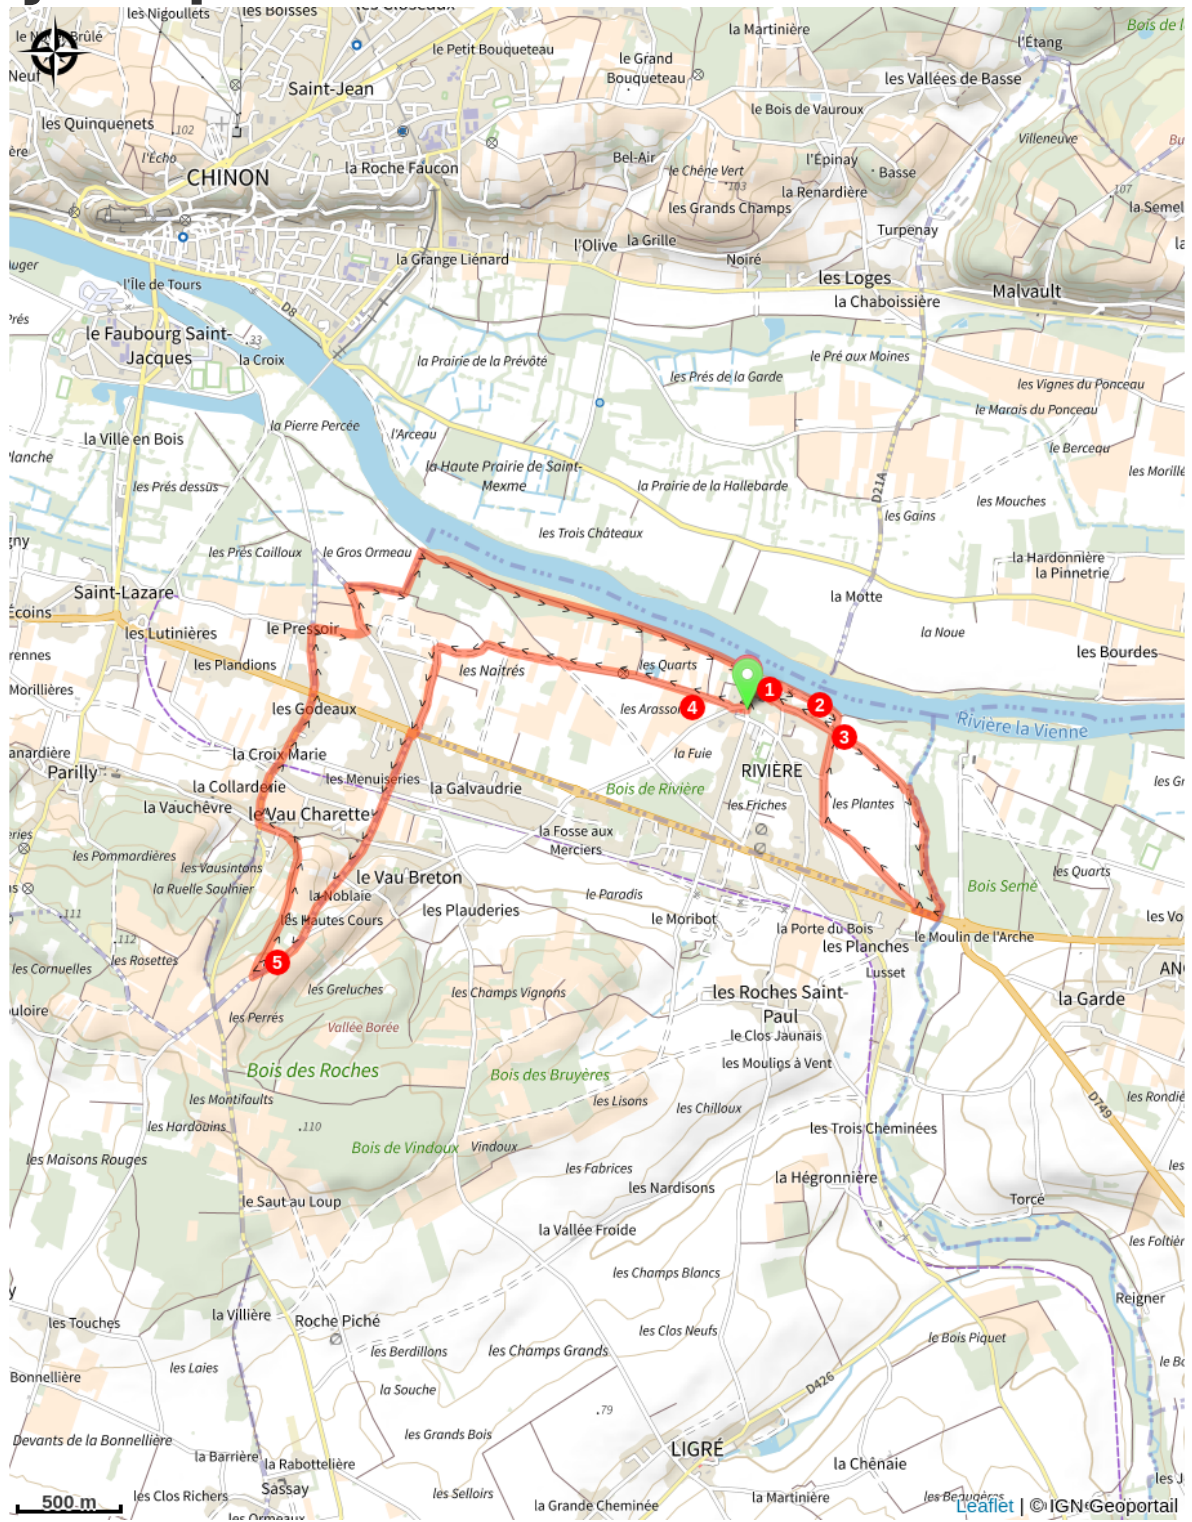 les Nigoullets
les Boisses
les Closeaux
la Martinière
l'Étang
le Petit Bouqueteau
le Grand
Bouqueteau
les Vallées de Basse
Saint-Jean
le Bois de Vauroux
les Quinquenets
102
Villeneuve
l'Écho
la Roche Faucon
Bel-Air
le Chêne Vert
l'Épinay
Basse
CHINON
103
la Renardière
107
les Grands Champs
la Semel
Turpenay
l'Olive
la Grille
la Grange Liénard
Noiré
les Loges
l'Île de Tours
la Chaboissière
Malvault
D8
le Faubourg Saint-
Jacques
33
la Croix
la Prairie de la Prévôté
le Pré aux Moines
les Prés de la Garde
les Vignes du Ponceau
le Marais du Ponceau
la Pierre Percée
l'Arceau
la Ville en Bois
le Berceau
la Haute Prairie de Saint-
Mexme
les Morille
les Prés dessus
la Prairie de la Hallebarde
D21A
les Mouches
les Gains
les Trois Châteaux
les Prés Cailloux
le Gros Ormeau
la Hardonnière
la Pinnetrie
Saint-Lazare
la Motte
Écoins
les Lutinières
le Pressoir
la Noue
les Bourdes
les Plandions
les Naitrés
les Quarts
Morillières
1
2
les Godeaux
les Arassons
4
Rivière la Vienne
3
la Croix Marie
la Fuie
Parilly
RIVIÈRE
la Collarderie
les Menuiseries
la Galvaudrie
Bois de Rivière
la Vauchêvre
le Vau Charette
les Friches
les Plantes
la Fosse aux
Merciers
les Pommardières
les Vausintons
le Vau Breton
la Ruelle Saulnier
la Noblaie
le Paradis
Bois Semé
les Quarts
111
les Hautes Cours
les Plauderies
le Moribot
la Porte du Bois
les Vo
112
les Planches
le Moulin de l'Arche
les Cornuelles
les Rosettes
5
Lusset
les Greluches
les Champs Vignons
les Roches Saint-
Paul
la Garde
les Perrés
Vallée Borée
le Clos Jaunais
Bois des Roches
Bois des Bruyères
les Moulins à Vent
les Montifaults
les Lisons
les Chilloux
D749
les Hardouins
110
les Trois Cheminées
Bois de Vindoux
Vindoux
les Maisons Rouges
les Fabrices
la Hégronnière
les Nardisons
le Saut au Loup
Torcé
la Vallée Froide
les Champs Blancs
Reigner
la Villière
Roche Piché
les Touches
les Clos Neufs
les Berdillons
les Champs Grands
le Bois Piquet
les Laies
Bonnellière
la Souche
D426
79
les Grands Bois
Devants de la Bonnellière
LIGRÉ
la Barrière
la Rabottelière
la Chênaie
Sassay
les Selloirs
500 m
les Clos Richers
la Grande Cheminée
la Martinière
les Ormeaux
Leaflet | © IGN-Geoportail